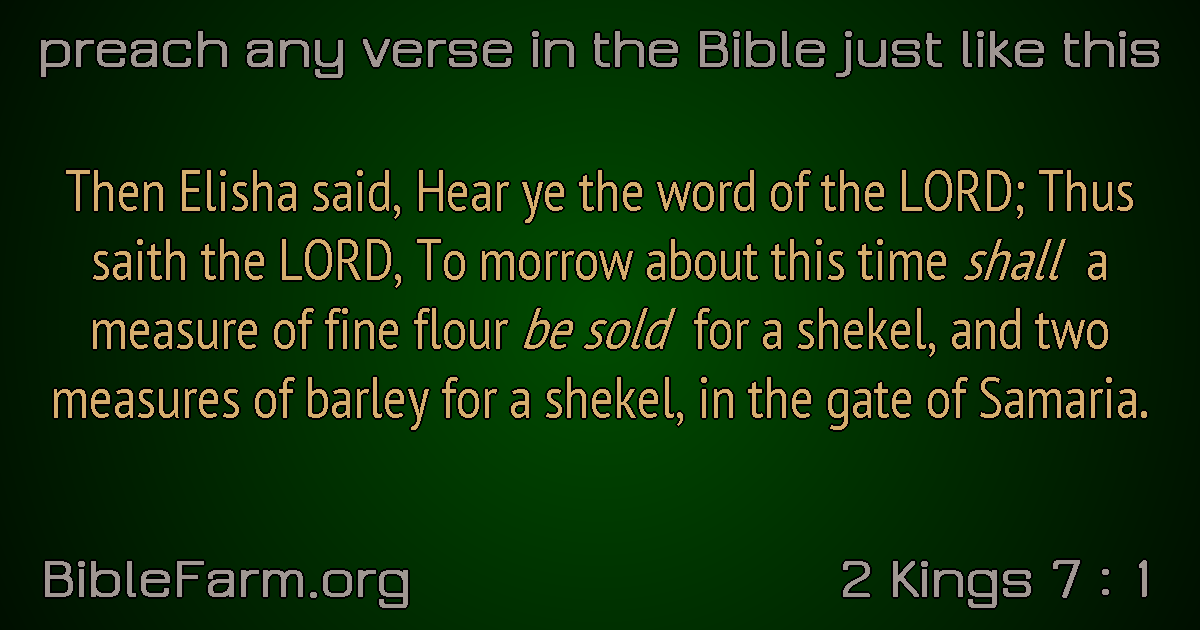 preach any verse in the Bible just like this
Then Elisha said, Hear ye the word of the LORD; Thus
saith the LORD, To morrow about this time shall a
measure of fine flour be sold for a shekel, and two
measures of barley for a shekel, in the gate of Samaria.
BibleFarm.org
2 Kings 7 : 1